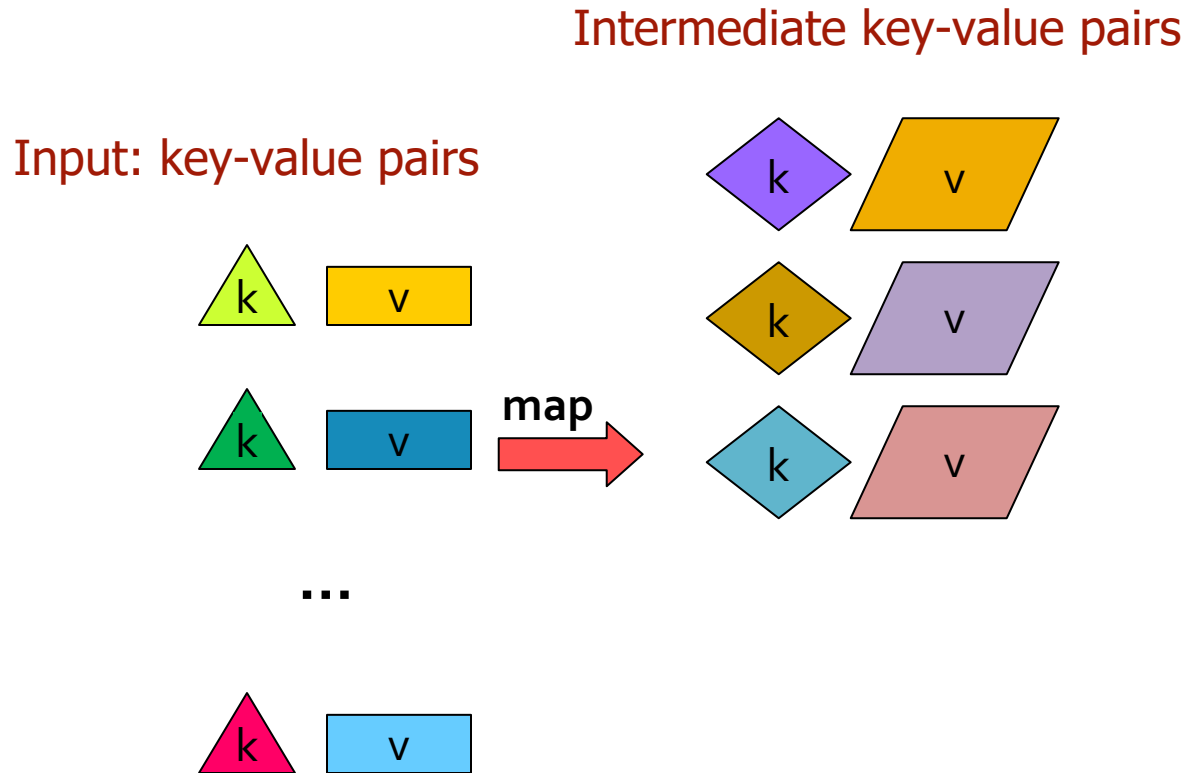 Intermediate key-value pairs
Input: key-value pairs
k v
k v
k v
k v
map
k v
k v
...
k v